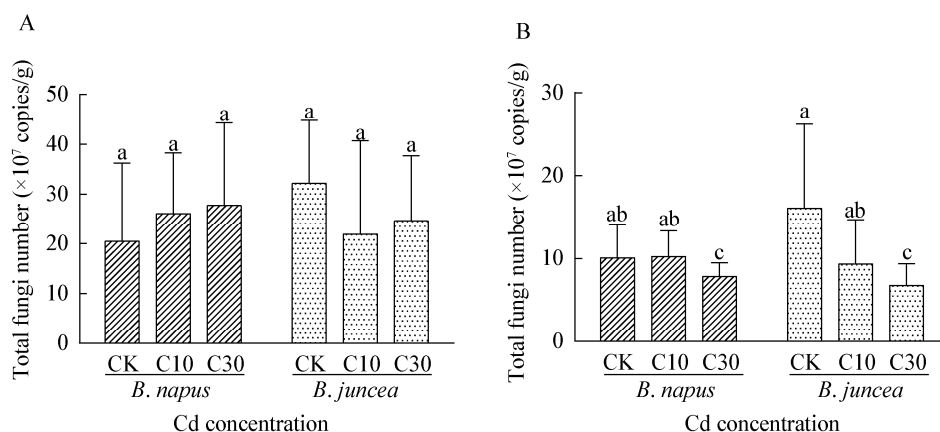 A
Total fungi number (×10⁷ copies/g)
50
40
30
20
10
0
a a a a a a
CK C10 C30 CK C10 C30
B. napus B. juncea
Cd concentration
B
Total fungi number (×10⁷ copies/g)
30
20
10
0
ab ab c a ab c
CK C10 C30 CK C10 C30
B. napus B. juncea
Cd concentration